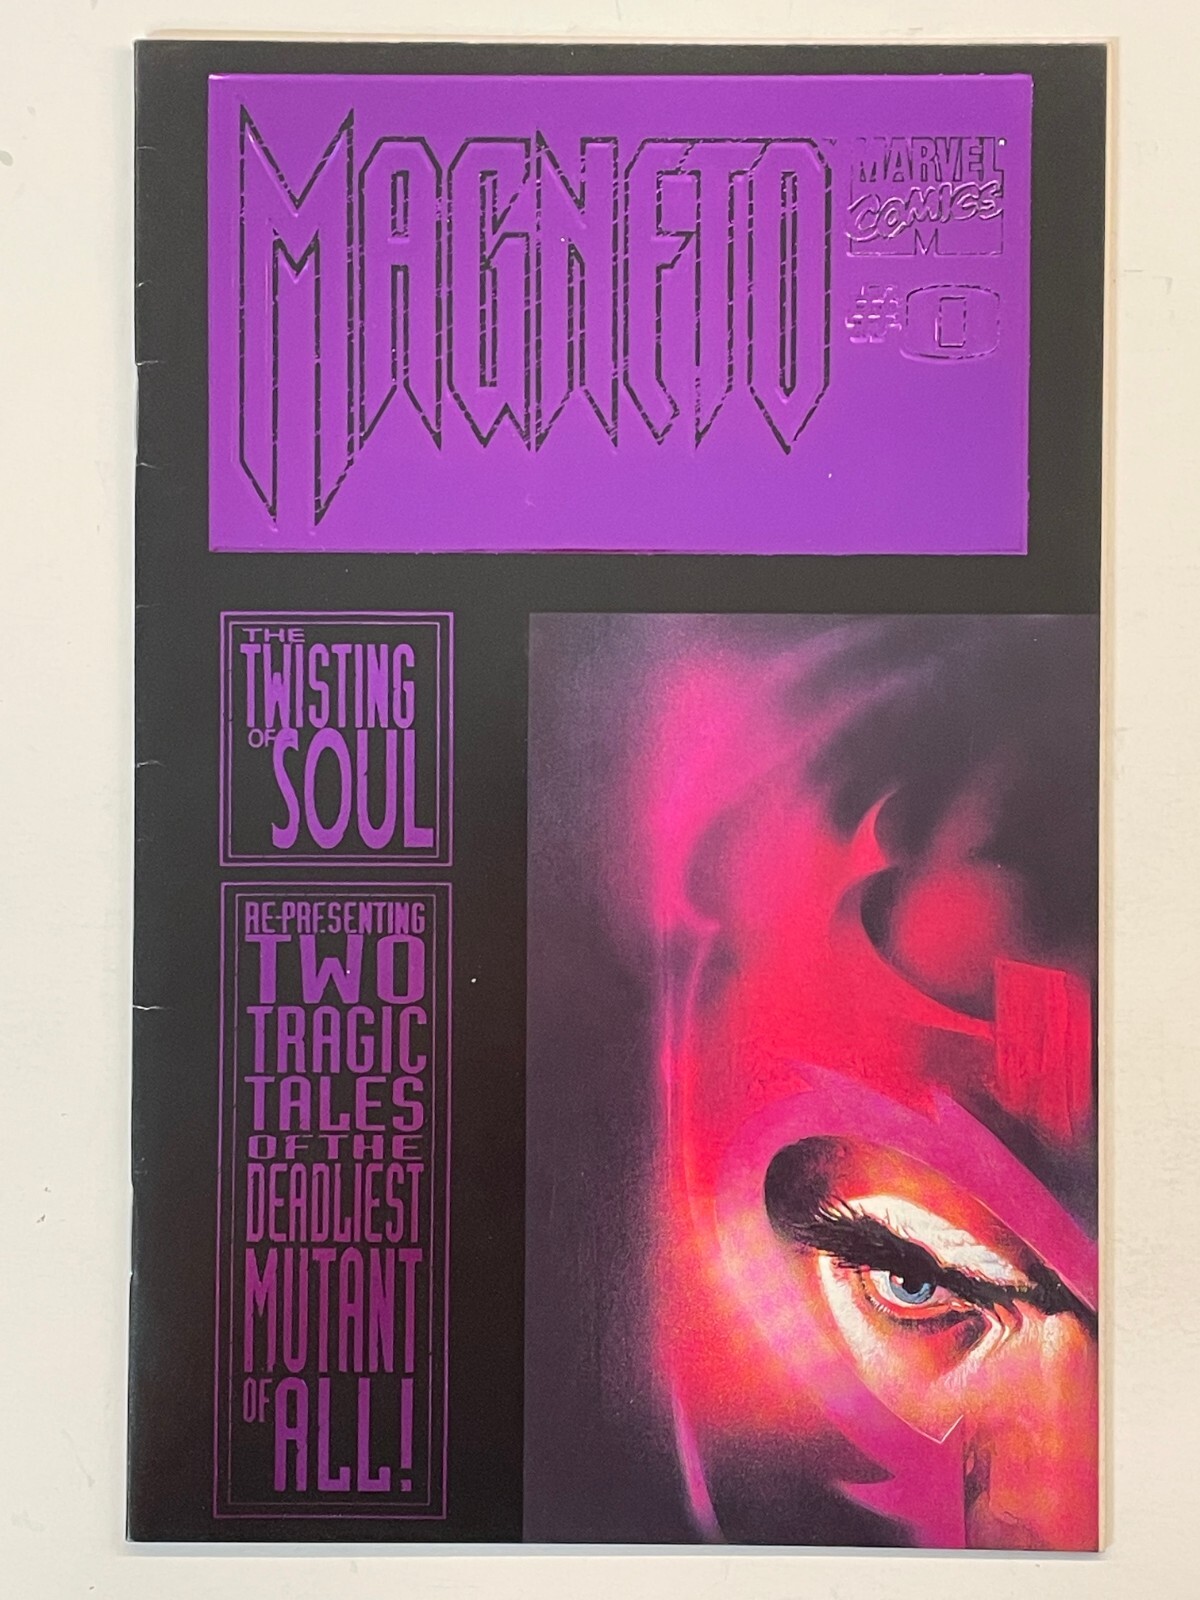 MAGNETO
MARVEL
COMICS
M
#0
THE
TWISTING
OF SOUL
RE-PRESENTING
TWO
TRAGIC
TALES
OF THE
DEADLIEST
MUTANT
OF ALL!